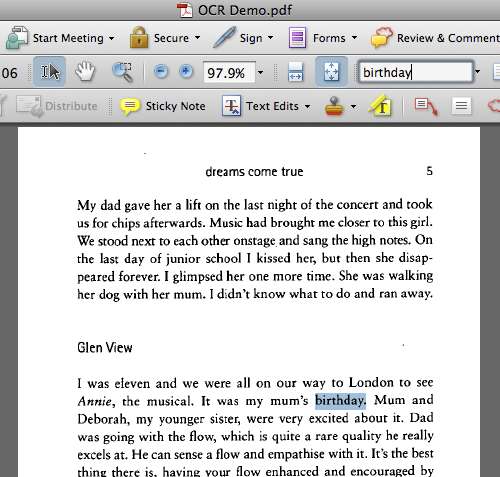 OCR Demo.pdf
Start Meeting Secure Sign Forms Review & Comment
06 97.9% birthday
Distribute Sticky Note Text Edits
dreams come true 5
My dad gave her a lift on the last night of the concert and took
us for chips afterwards. Music had brought me closer to this girl.
We stood next to each other onstage and sang the high notes. On
the last day of junior school I kissed her, but then she disap-
peared forever. I glimpsed her one more time. She was walking
her dog with her mum. I didn't know what to do and ran away.
Glen View
I was eleven and we were all on our way to London to see
Annie, the musical. It was my mum's birthday. Mum and
Deborah, my younger sister, were very excited about it. Dad
was going with the flow, which is quite a rare quality he really
excels at. He can sense a flow and empathise with it. It's the best
thing there is, having your flow enhanced and encouraged by